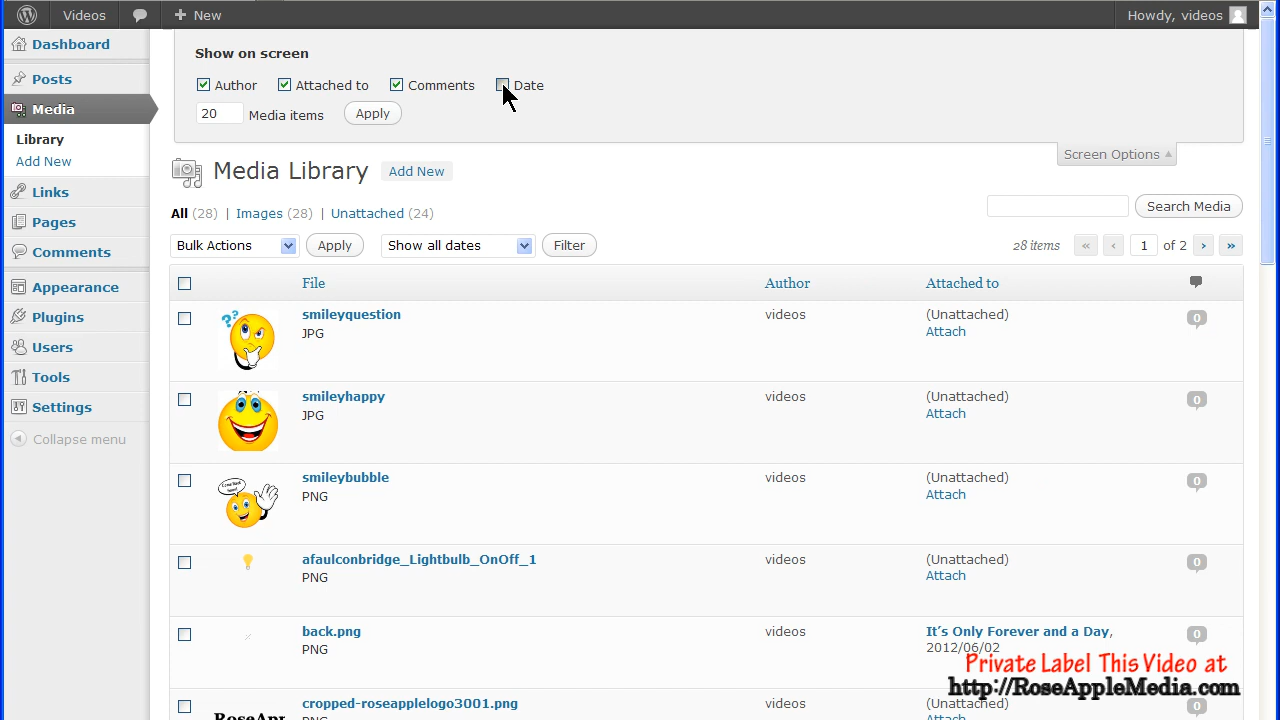 Videos
New
Howdy, videos
Dashboard
Posts
Media
Library
Add New
Links
Pages
Comments
Appearance
Plugins
Users
Tools
Settings
Collapse menu
Show on screen
Author Attached to Comments Date
20 Media items Apply
Screen Options
Media Library Add New
All (28) | Images (28) | Unattached (24)
Search Media
Bulk Actions Apply Show all dates Filter
28 items « ‹ 1 of 2 › »
File Author Attached to
smileyquestion videos (Unattached) 0
JPG Attach
smileyhappy videos (Unattached) 0
JPG Attach
smileybubble videos (Unattached) 0
PNG Attach
afaulconbridge_Lightbulb_OnOff_1 videos (Unattached) 0
PNG Attach
back.png videos It’s Only Forever and a Day, 0
PNG 2012/06/02
Private Label This Video at
http://RoseAppleMedia.com
cropped-roseapplelogo3001.png videos (Unattached) 0
PNG Attach